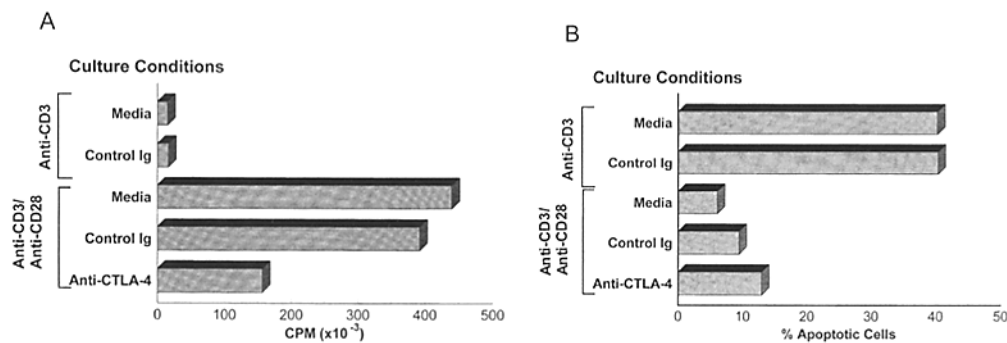 A
Culture Conditions
Anti-CD3
Media
Control Ig
Anti-CD3/
Anti-CD28
Media
Control Ig
Anti-CTLA-4
0 100 200 300 400 500
CPM (x10⁻³)
B
Culture Conditions
Anti-CD3
Media
Control Ig
Anti-CD3/
Anti-CD28
Media
Control Ig
Anti-CTLA-4
0 10 20 30 40 50
% Apoptotic Cells